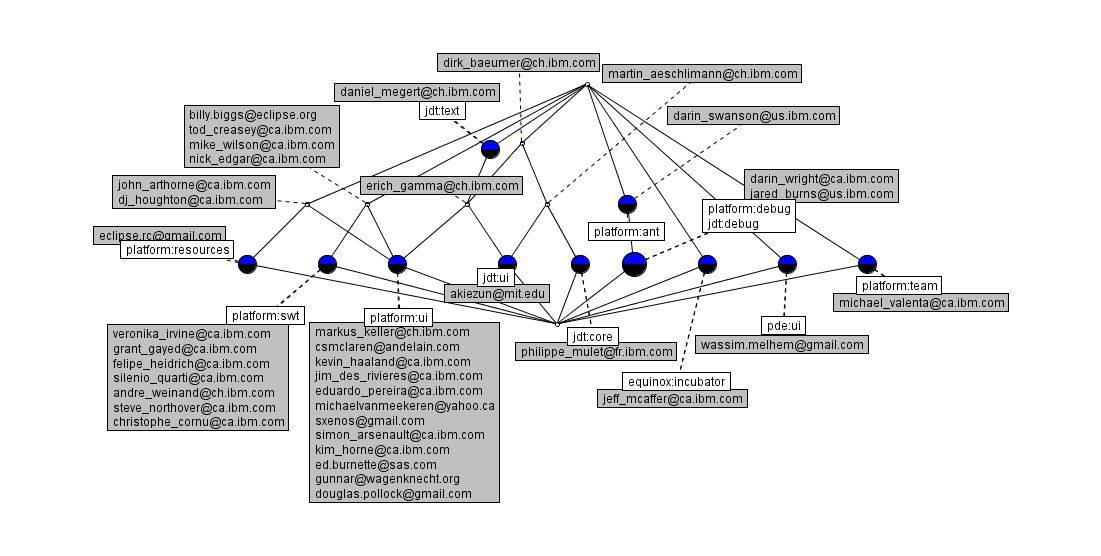 dirk_baeumer@ch.ibm.com
martin_aeschlimann@ch.ibm.com
daniel_megert@ch.ibm.com
jdt:text
darin_swanson@us.ibm.com
billy.biggs@eclipse.org
tod_creasey@ca.ibm.com
mike_wilson@ca.ibm.com
nick_edgar@ca.ibm.com
john_arthorne@ca.ibm.com
dj_houghton@ca.ibm.com
erich_gamma@ch.ibm.com
darin_wright@ca.ibm.com
jared_burns@us.ibm.com
platform:debug
jdt:debug
platform:ant
eclipse.rc@gmail.com
platform:resources
jdt:ui
akiezun@mit.edu
platform:team
michael_valenta@ca.ibm.com
platform:swt
veronika_irvine@ca.ibm.com
grant_gayed@ca.ibm.com
felipe_heidrich@ca.ibm.com
silenio_quarti@ca.ibm.com
andre_weinand@ch.ibm.com
steve_northover@ca.ibm.com
christophe_cornu@ca.ibm.com
platform:ui
markus_keller@ch.ibm.com
csmclaren@andelain.com
kevin_haaland@ca.ibm.com
jim_des_rivieres@ca.ibm.com
eduardo_pereira@ca.ibm.com
michaelvanmeekeren@yahoo.ca
sxenos@gmail.com
simon_arsenault@ca.ibm.com
kim_horne@ca.ibm.com
ed.burnette@sas.com
gunnar@wagenknecht.org
douglas.pollock@gmail.com
jdt:core
philippe_mulet@fr.ibm.com
pde:ui
wassim.melhem@gmail.com
equinox:incubator
jeff_mcaffer@ca.ibm.com